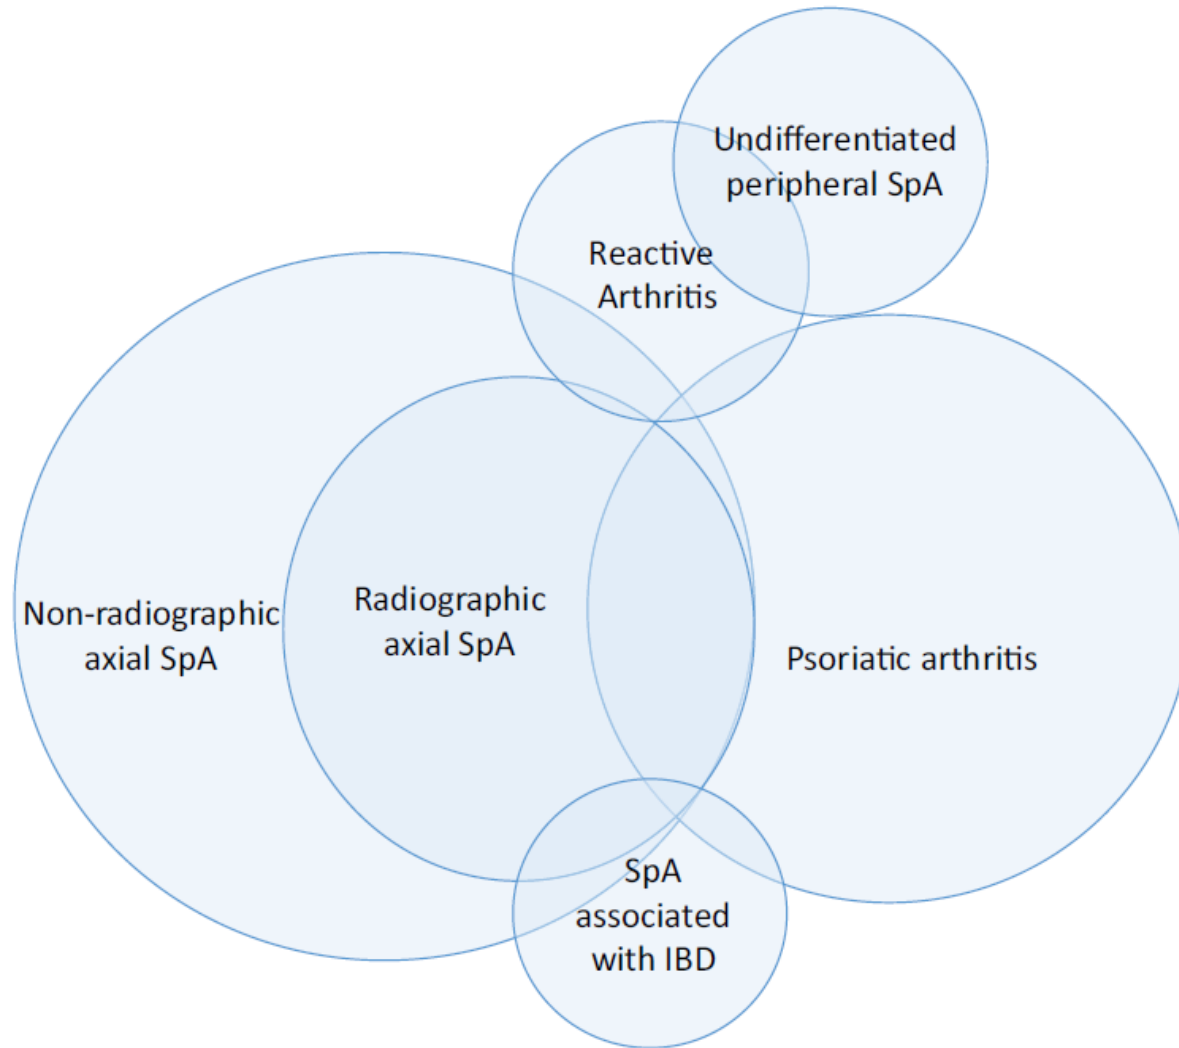 Undifferentiated
peripheral SpA
Reactive
Arthritis
Non-radiographic
axial SpA
Radiographic
axial SpA
Psoriatic arthritis
SpA
associated
with IBD